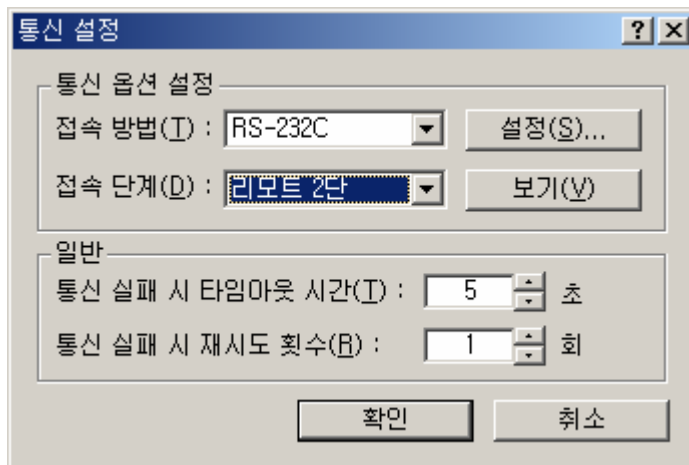 통신 설정
통신 옵션 설정
접속 방법(T) : RS-232C 설정(S)...
접속 단계(D) : 리모트 2단 보기(V)
일반
통신 실패 시 타임아웃 시간(T) : 5 초
통신 실패 시 재시도 횟수(R) : 1 회
확인 취소